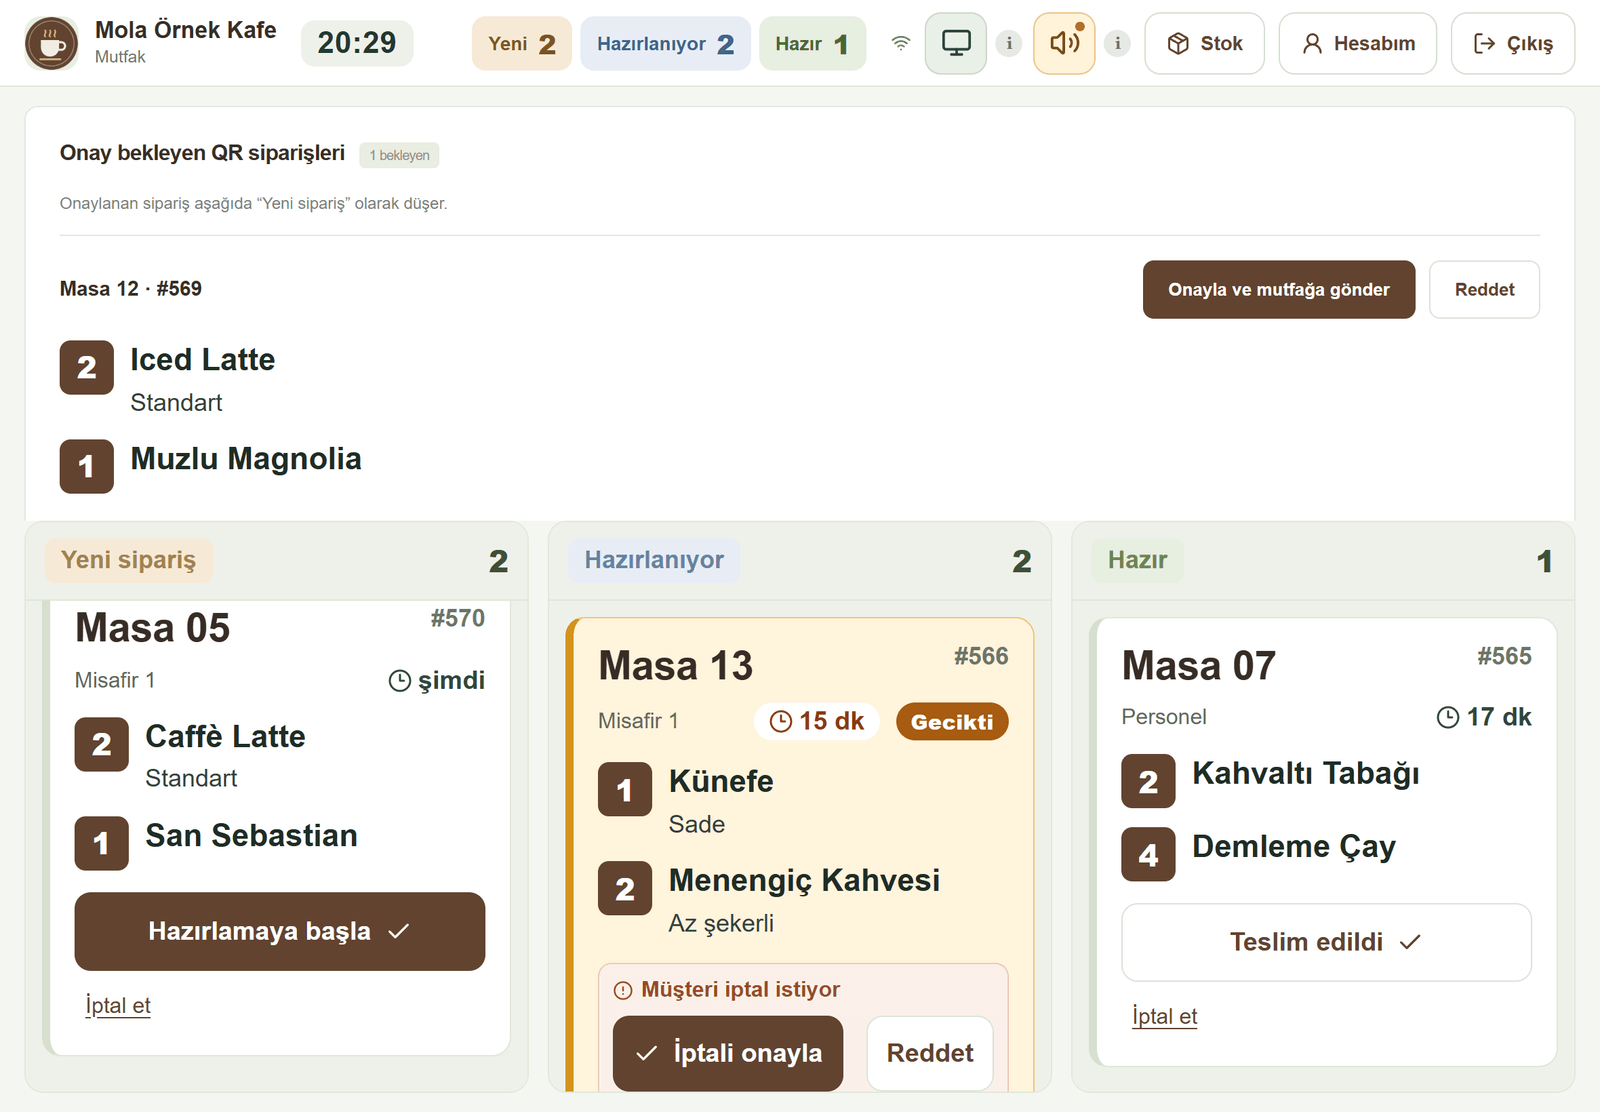 Mola Örnek Kafe
Mutfak
20:29
Yeni 2
Hazırlanıyor 2
Hazır 1
i
i
Stok
Hesabım
Çıkış
Onay bekleyen QR siparişleri
1 bekleyen
Onaylanan sipariş aşağıda “Yeni sipariş” olarak düşer.
Masa 12 · #569
Onayla ve mutfağa gönder
Reddet
2 Iced Latte
Standart
1 Muzlu Magnolia
Yeni sipariş 2
Masa 05 #570
Misafir 1 şimdi
2 Caffè Latte
Standart
1 San Sebastian
Hazırlamaya başla
İptal et
Hazırlanıyor 2
Masa 13 #566
Misafir 1 15 dk Gecikti
1 Künefe
Sade
2 Menengiç Kahvesi
Az şekerli
Müşteri iptal istiyor
İptali onayla
Reddet
Hazır 1
Masa 07 #565
Personel 17 dk
2 Kahvaltı Tabağı
4 Demleme Çay
Teslim edildi
İptal et